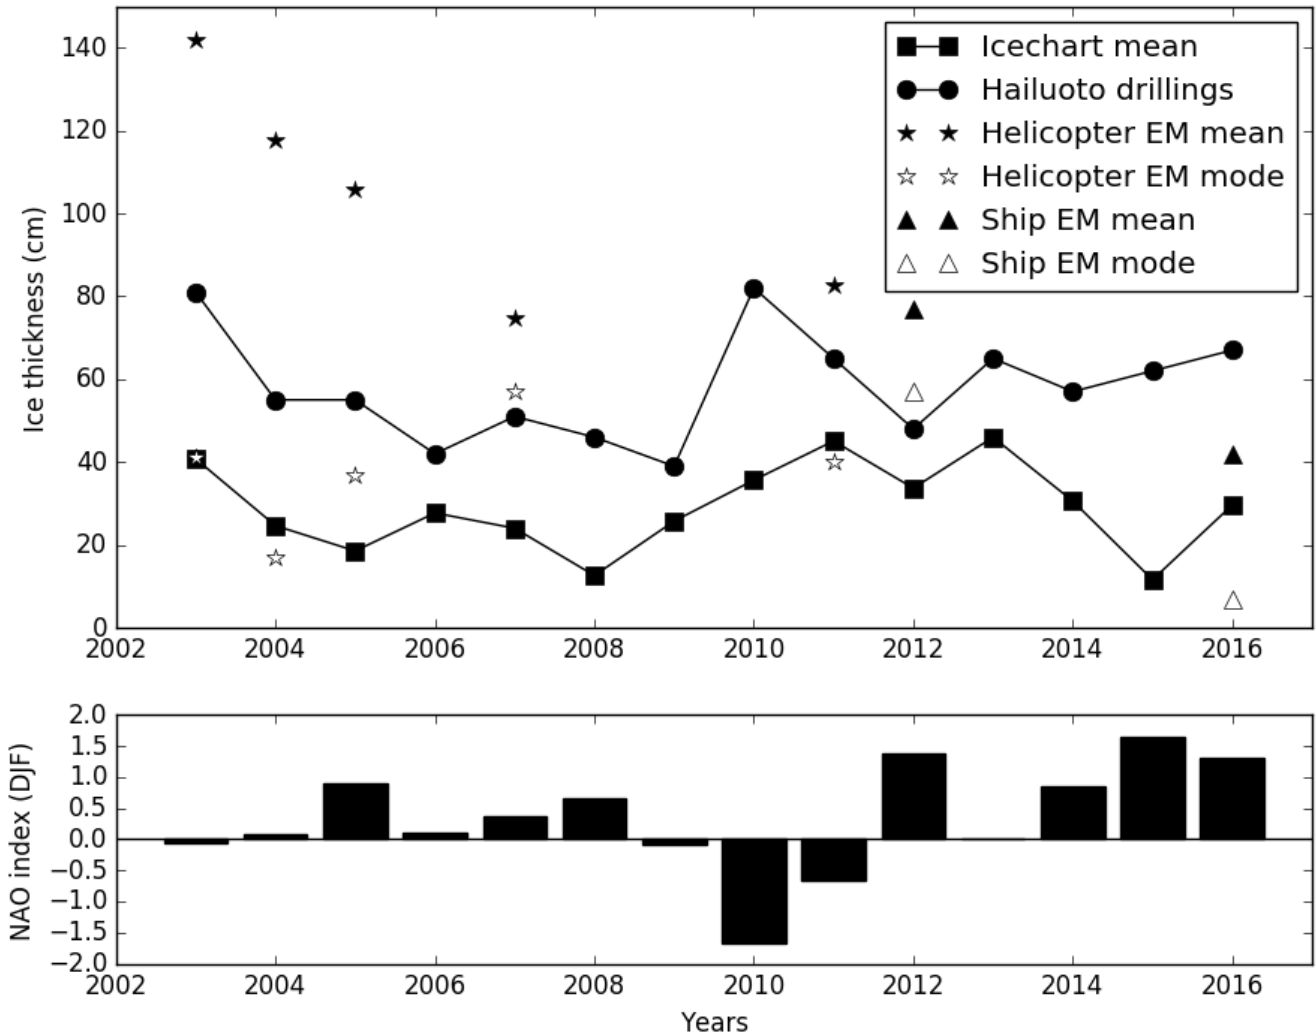 140
120
100
80
60
40
20
0
Ice thickness (cm)
Icechart mean
Hailuoto drillings
Helicopter EM mean
Helicopter EM mode
Ship EM mean
Ship EM mode
2002 2004 2006 2008 2010 2012 2014 2016
2.0
1.5
1.0
0.5
0.0
−0.5
−1.0
−1.5
−2.0
NAO index (DJF)
2002 2004 2006 2008 2010 2012 2014 2016
Years